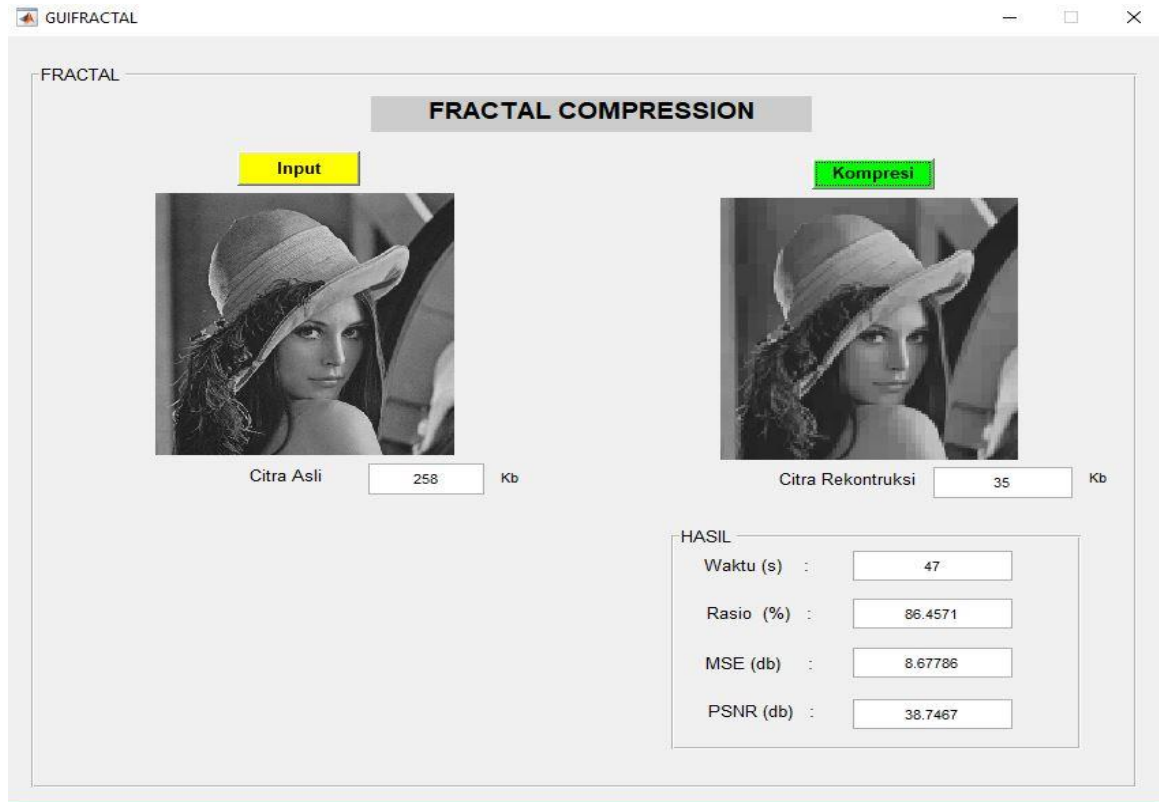 GUIFRACTAL
FRACTAL
FRACTAL COMPRESSION
Input
Kompresi
Citra Asli 258 Kb
Citra Rekontruksi 35 Kb
HASIL
Waktu (s) : 47
Rasio (%) : 86.4571
MSE (db) : 8.67786
PSNR (db) : 38.7467